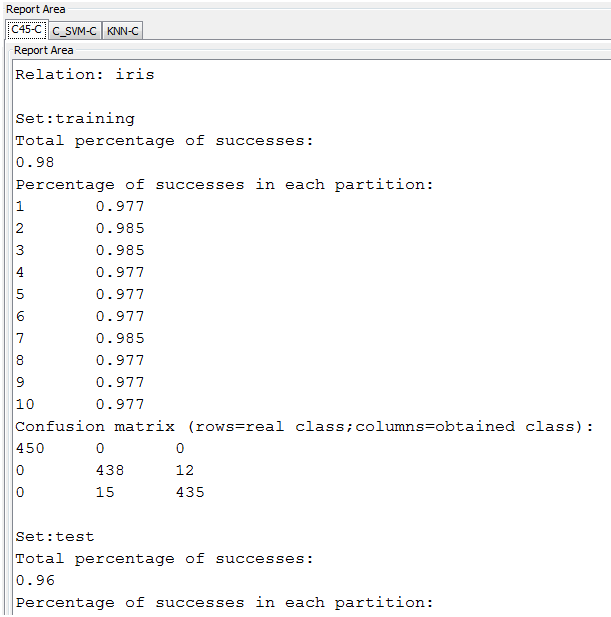 Report Area
C45-C C_SVM-C KNN-C
Report Area
Relation: iris
Set:training
Total percentage of successes:
0.98
Percentage of successes in each partition:
1 0.977
2 0.985
3 0.985
4 0.977
5 0.977
6 0.977
7 0.985
8 0.977
9 0.977
10 0.977
Confusion matrix (rows=real class;columns=obtained class):
450 0 0
0 438 12
0 15 435
Set:test
Total percentage of successes:
0.96
Percentage of successes in each partition: